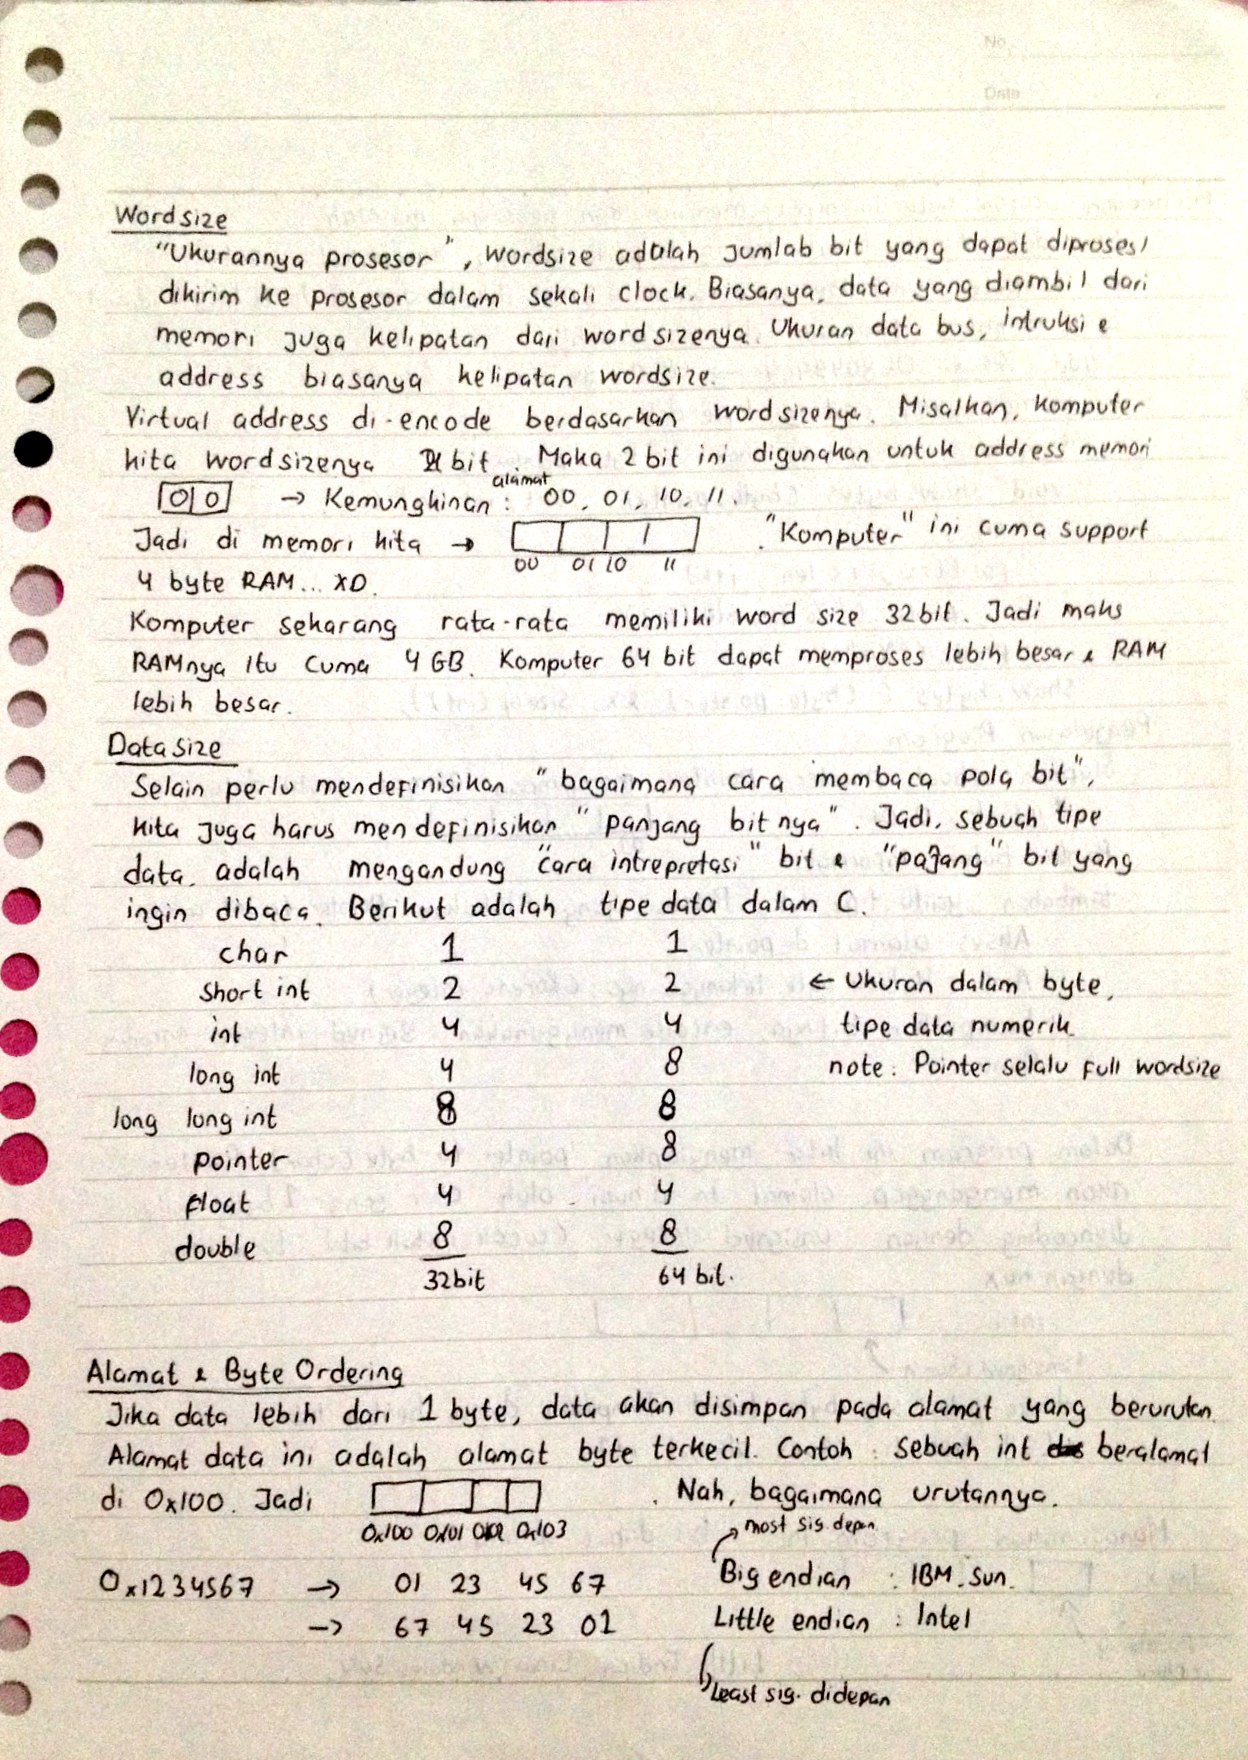 No.
Date
Wordsize
"Ukurannya prosesor", wordsize adalah jumlab bit yang dapat diproses/
dikirim ke prosesor dalam sekali clock. Biasanya, data yang diambil dari
memori juga kelipatan dari wordsizenya. Ukuran data bus, intruksi &
address biasanya kelipatan wordsize.
Virtual address di-encode berdasarkan wordsizenya. Misalkan, komputer
kita wordsizenya 2 bit. Maka 2 bit ini digunakan untuk address memori
0 0 → Kemungkinan alamat : 00, 01, 10, 11.
Jadi di memori kita → . "Komputer" ini cuma support
00 01 10 11
4 byte RAM... XD.
Komputer sekarang rata-rata memiliki word size 32bit. Jadi maks
RAMnya itu cuma 4 GB. Komputer 64 bit dapat memproses lebih besar & RAM
lebih besar.
Data size
Selain perlu mendefinisikan "bagaimana cara membaca pola bit",
kita juga harus mendefinisikan "panjang bit nya". Jadi, sebuah tipe
data, adalah mengandung "cara intrepretasi" bit & "pajang" bit yang
ingin dibaca. Berikut adalah tipe data dalam C.
char 1 1
short int 2 2 ← Ukuran dalam byte,
int 4 4 tipe data numerik.
long int 4 8 note : Pointer selalu full wordsize
long long int 8 8
pointer 4 8
float 4 4
double 8 8
32bit 64 bit.
Alamat & Byte Ordering
Jika data lebih dari 1 byte, data akan disimpan pada alamat yang berurutan.
Alamat data ini adalah alamat byte terkecil. Contoh : sebuah int beralamat
di 0x100. Jadi . Nah, bagaimana urutannya.
0x100 0x101 0x102 0x103
most sig. depan
0x1234567 → 01 23 45 67 Big endian : IBM, Sun.
→ 67 45 23 01 Little endian : Intel
Least sig. didepan